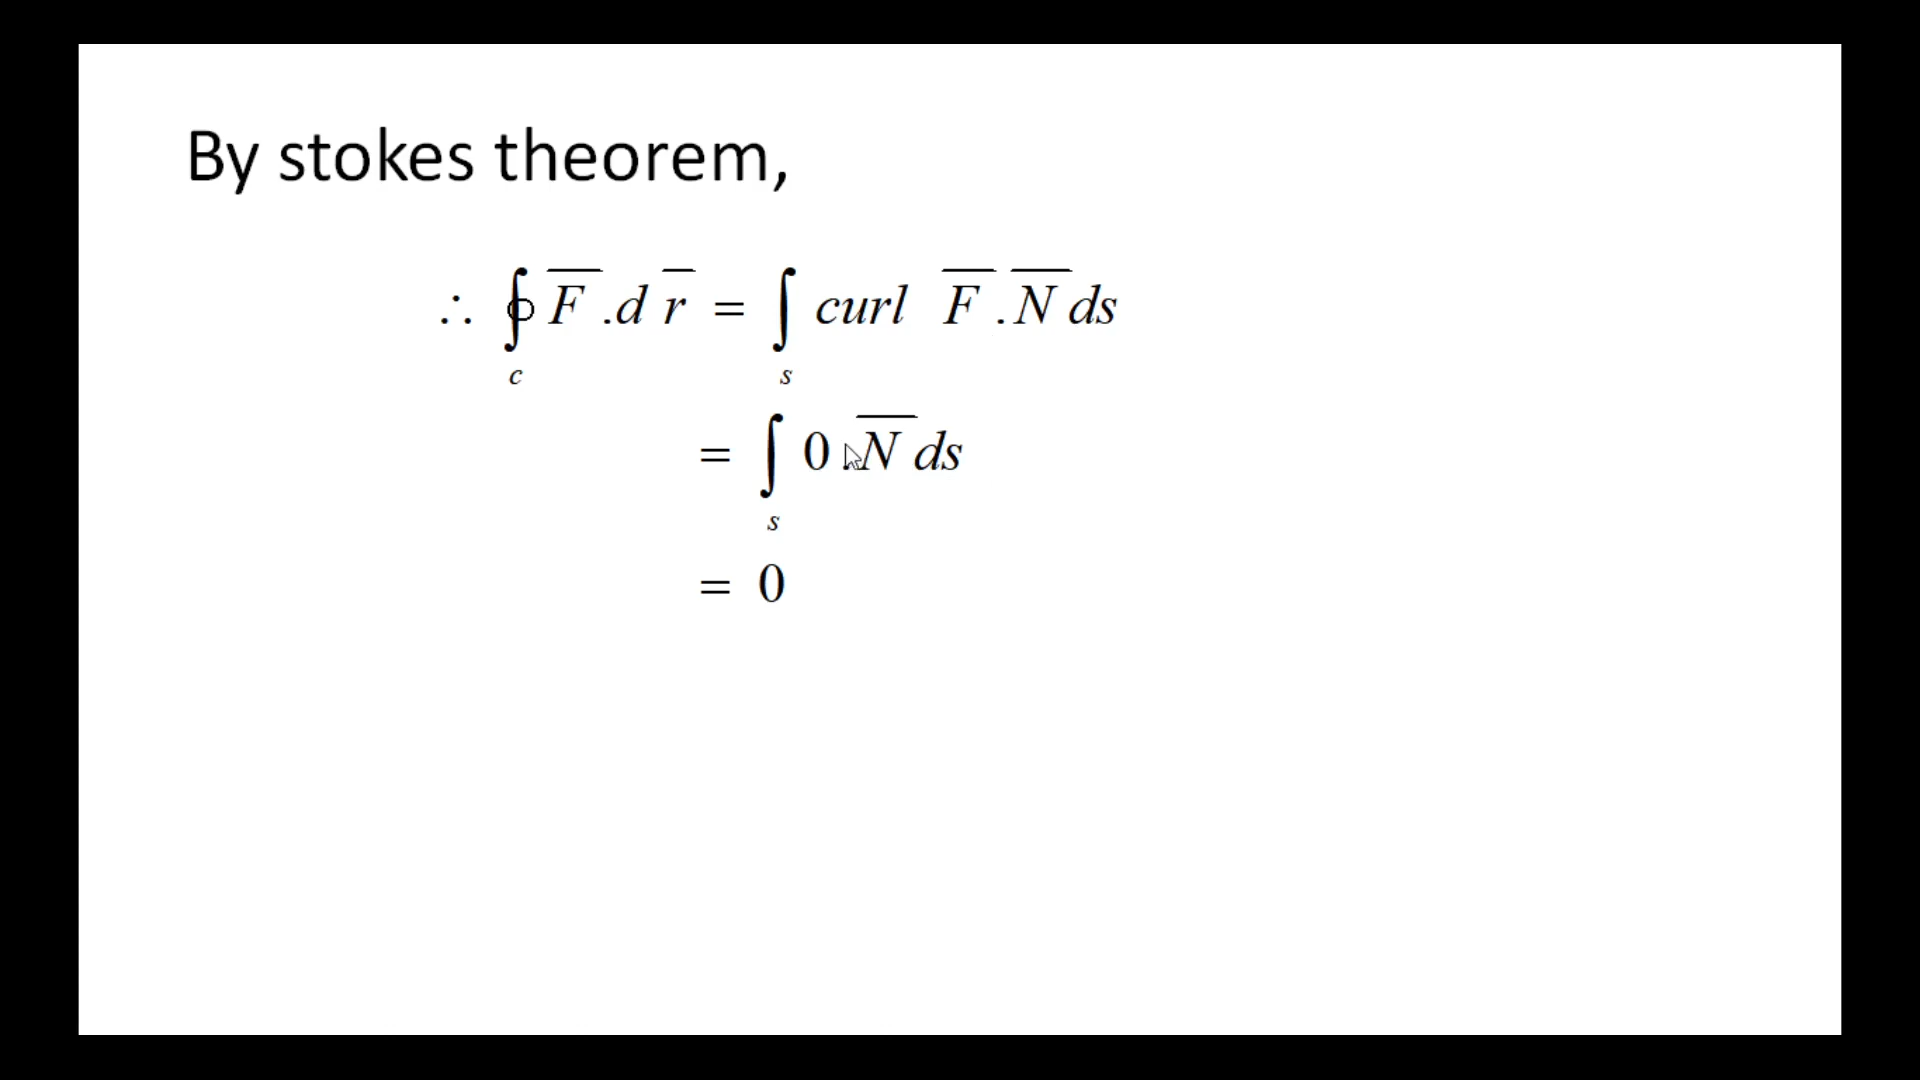 By stokes theorem,
∴ ∮c F̅ .d r̅ = ∫s curl F̅ . N̅ ds
= ∫s 0 . N̅ ds
= 0